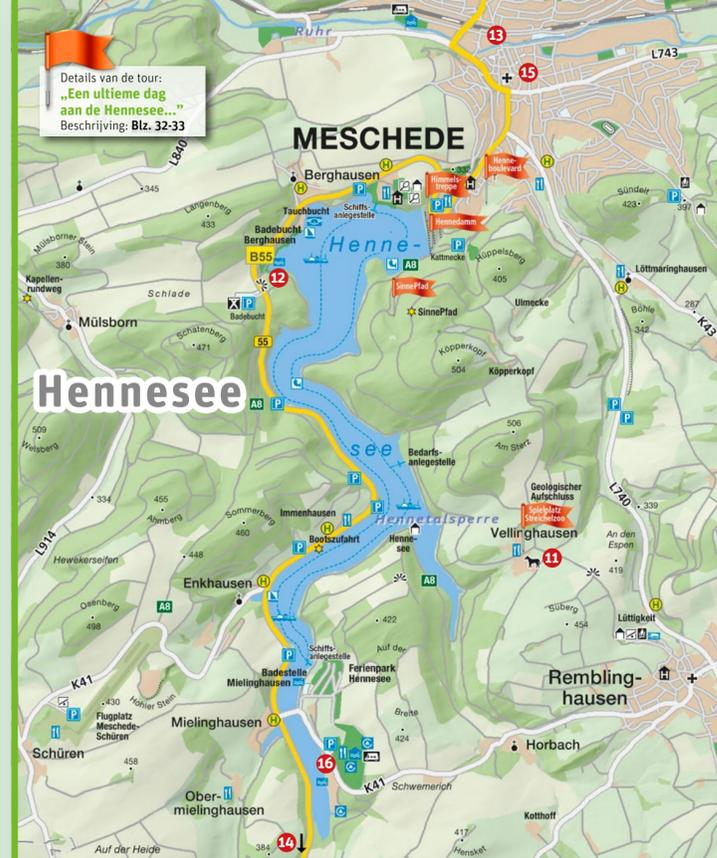 Ruhr
13
15
L743
Details van de tour:
„Een ultieme dag
aan de Hennesee...”
Beschrijving: Blz. 32-33
L840
MESCHEDE
Berghausen
H
H
H
332
Henne-
boulevard
Himmels-
treppe
Hennedamm
Schiffs-
anlegestelle
Tauchbucht
Badebucht
Berghausen
345
Langenberg
433
Mülsborner Stein
380
Kapellen-
rundweg
Mülsborn
Schlade
B55
12
Badebucht
Schatenberg
471
55
Henne-
A8
Kattmecke
SinnePfad
SinnePfad
Hüppelsberg
405
Ulmecke
Sündelt
423
397
Löttmaringhausen
H
287
K43
Böhle
342
Köpperkopf
504
Köpperkopf
Hennesee
A8
509
Welsberg
see
Bedarfs-
anlegestelle
506
Am Sterz
Geologischer
Aufschluss
Spielplatz
Streichelzoo
Vellinghausen
11
L740
339
An den
Espen
419
334
455
Ahmberg
Sommerberg
460
Immenhausen
H
Bootszufahrt
Hennetalsperre
Henne-
see
448
L914
Hewekerseifen
Enkhausen
H
A8
A8
Osenberg
498
422
Auf der
Süberg
454
H
Lüttigkeit
Rembling-
hausen
Schiffs-
anlegestelle
Ferienpark
Hennesee
Badestelle
Mielinghausen
K41
430
Flugplatz
Meschede-
Schüren
Hohler Stein
Mielinghausen
H
Breite
424
Schüren
458
Horbach
16
K41
Schwemerich
Ober-
mielinghausen
Kotthoff
417
Hensket
Auf der Heide
384
14